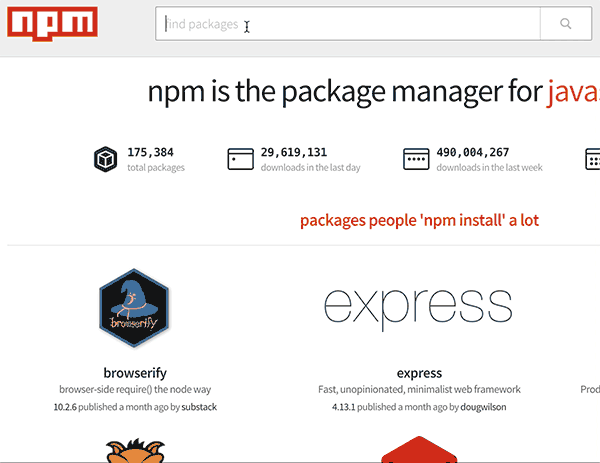 npm
find packages
npm is the package manager for javas
175,384
total packages
29,619,131
downloads in the last day
490,004,267
downloads in the last week
packages people 'npm install' a lot
browserify
express
browserify
browser-side require() the node way
10.2.6 published a month ago by substack
express
Fast, unopinionated, minimalist web framework
4.13.1 published a month ago by dougwilson
Prod